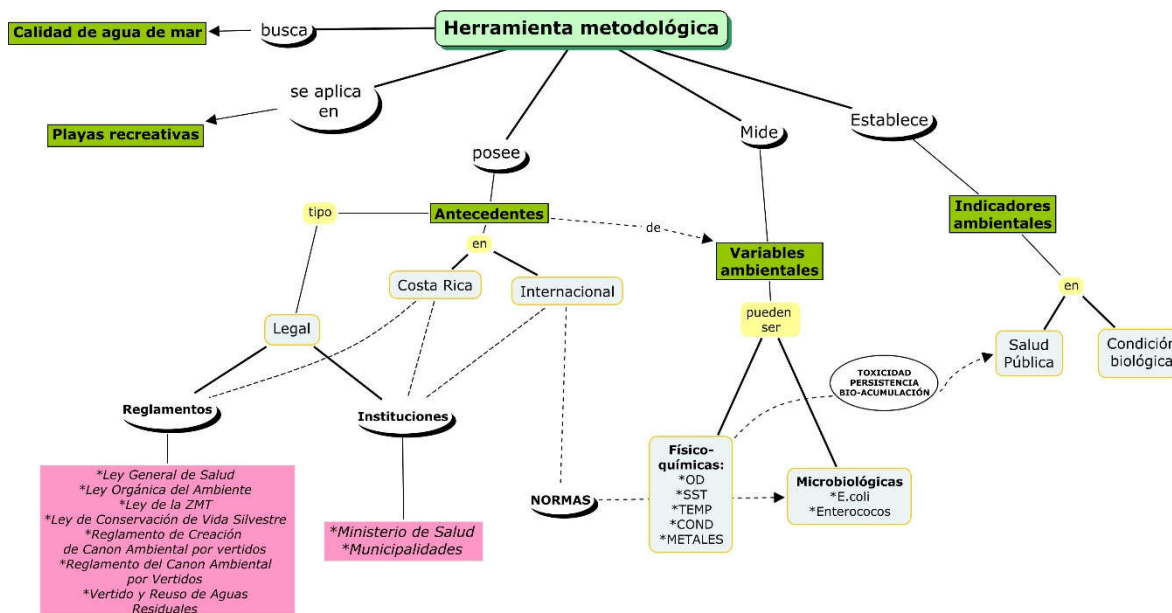 Herramienta metodológica
Calidad de agua de mar
busca
se aplica
en
Playas recreativas
posee
Mide
Establece
tipo
Antecedentes
en
de
Variables
ambientales
Indicadores
ambientales
Costa Rica
Internacional
en
Legal
pueden
ser
Salud
Pública
Condición
biológica
TOXICIDAD
PERSISTENCIA
BIO-ACUMULACIÓN
Reglamentos
Instituciones
NORMAS
*Ley General de Salud
*Ley Orgánica del Ambiente
*Ley de la ZMT
*Ley de Conservación de Vida Silvestre
*Reglamento de Creación
de Canon Ambiental por vertidos
*Reglamento del Canon Ambiental
por Vertidos
*Vertido y Reuso de Aguas
Residuales
*Ministerio de Salud
*Municipalidades
Físico-
químicas:
*OD
*SST
*TEMP
*COND
*METALES
Microbiológicas
*E.coli
*Enterococos